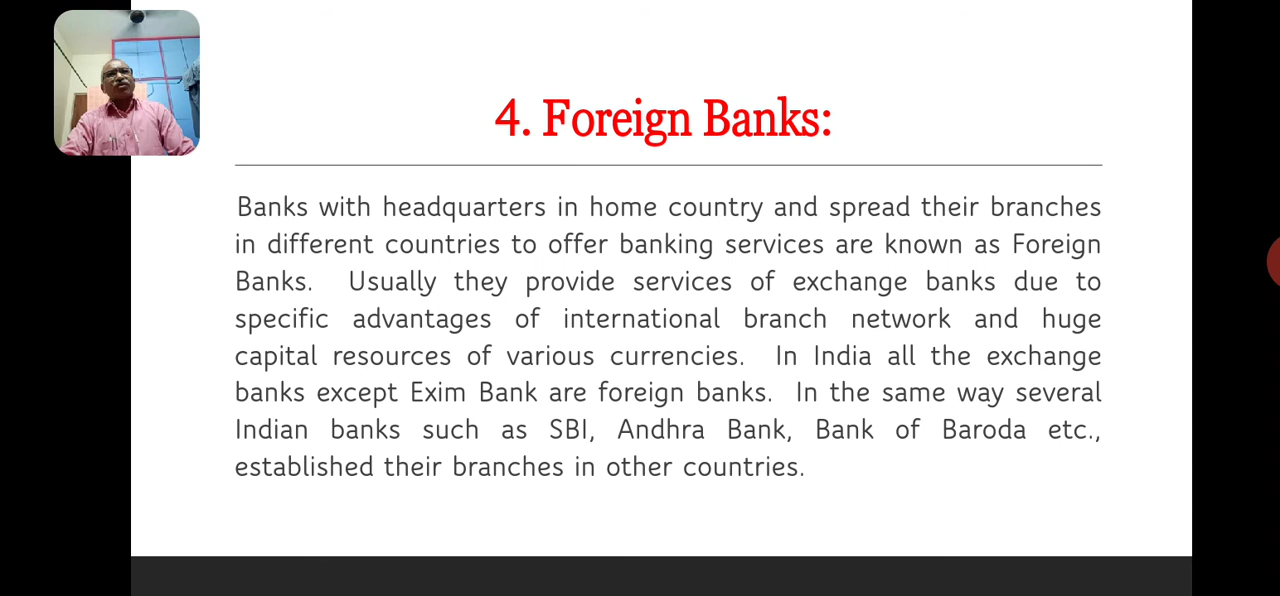 4. Foreign Banks:
Banks with headquarters in home country and spread their branches
in different countries to offer banking services are known as Foreign
Banks. Usually they provide services of exchange banks due to
specific advantages of international branch network and huge
capital resources of various currencies. In India all the exchange
banks except Exim Bank are foreign banks. In the same way several
Indian banks such as SBI, Andhra Bank, Bank of Baroda etc.,
established their branches in other countries.